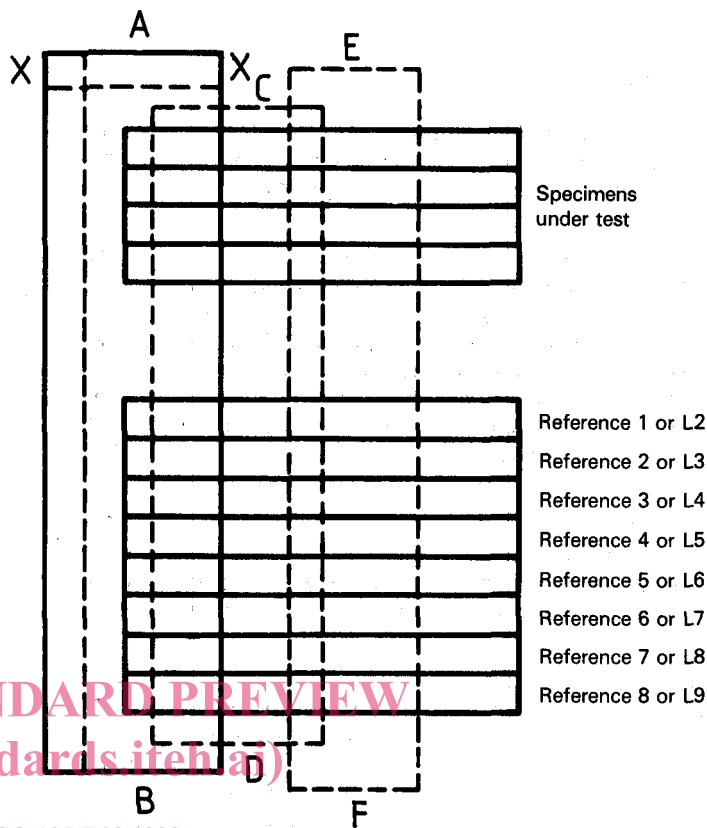 A
X
X
C
E
Specimens
under test
Reference 1 or L2
Reference 2 or L3
Reference 3 or L4
Reference 4 or L5
Reference 5 or L6
Reference 6 or L7
Reference 7 or L8
Reference 8 or L9
NDARD PREVIEW
dards.iteh.ai)
D
B
F